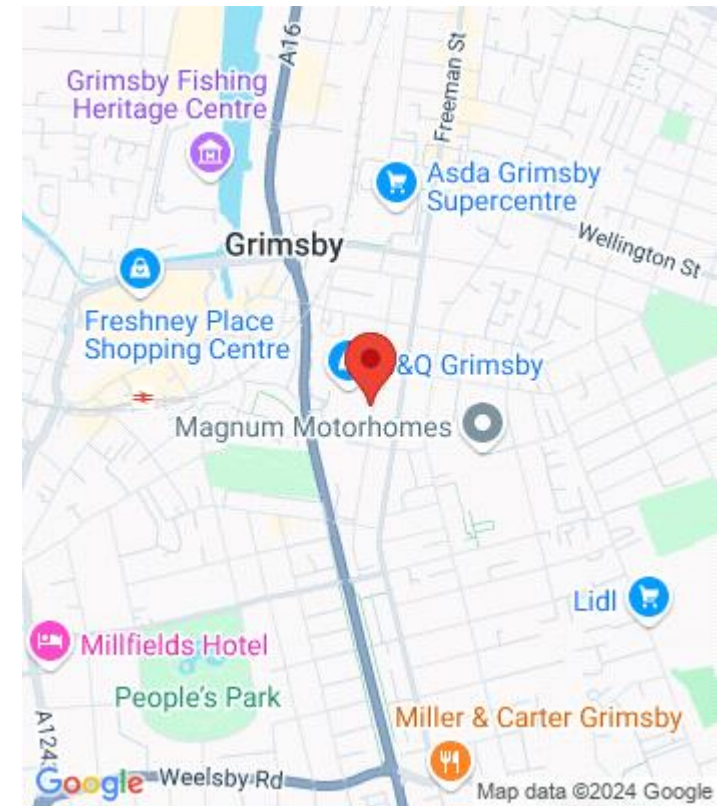 A16
Freeman St
Grimsby Fishing
Heritage Centre
Asda Grimsby
Supercentre
Grimsby
Wellington St
Freshney Place
Shopping Centre
&Q Grimsby
Magnum Motorhomes
Lidl
Millfields Hotel
People's Park
Miller & Carter Grimsby
A1243
Google
Weelsby Rd
Map data ©2024 Google